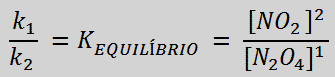 k₁/k₂ = K_EQUILÍBRIO = [NO₂]²/[N₂O₄]¹